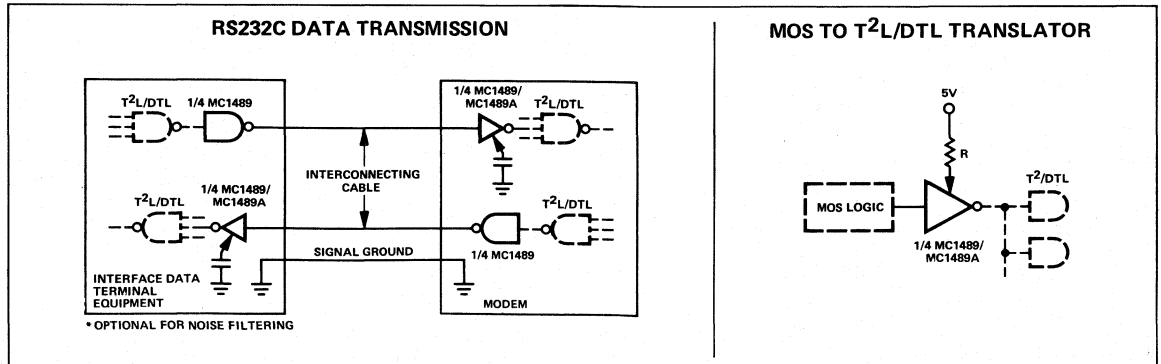 RS232C DATA TRANSMISSION
T²L/DTL
1/4 MC1489
1/4 MC1489/
MC1489A
T²L/DTL
INTERCONNECTING
CABLE
T²L/DTL
1/4 MC1489/
MC1489A
T²L/DTL
1/4 MC1489
SIGNAL GROUND
INTERFACE DATA
TERMINAL
EQUIPMENT
MODEM
* OPTIONAL FOR NOISE FILTERING
MOS TO T²L/DTL TRANSLATOR
5V
R
MOS LOGIC
T²/DTL
1/4 MC1489/
MC1489A